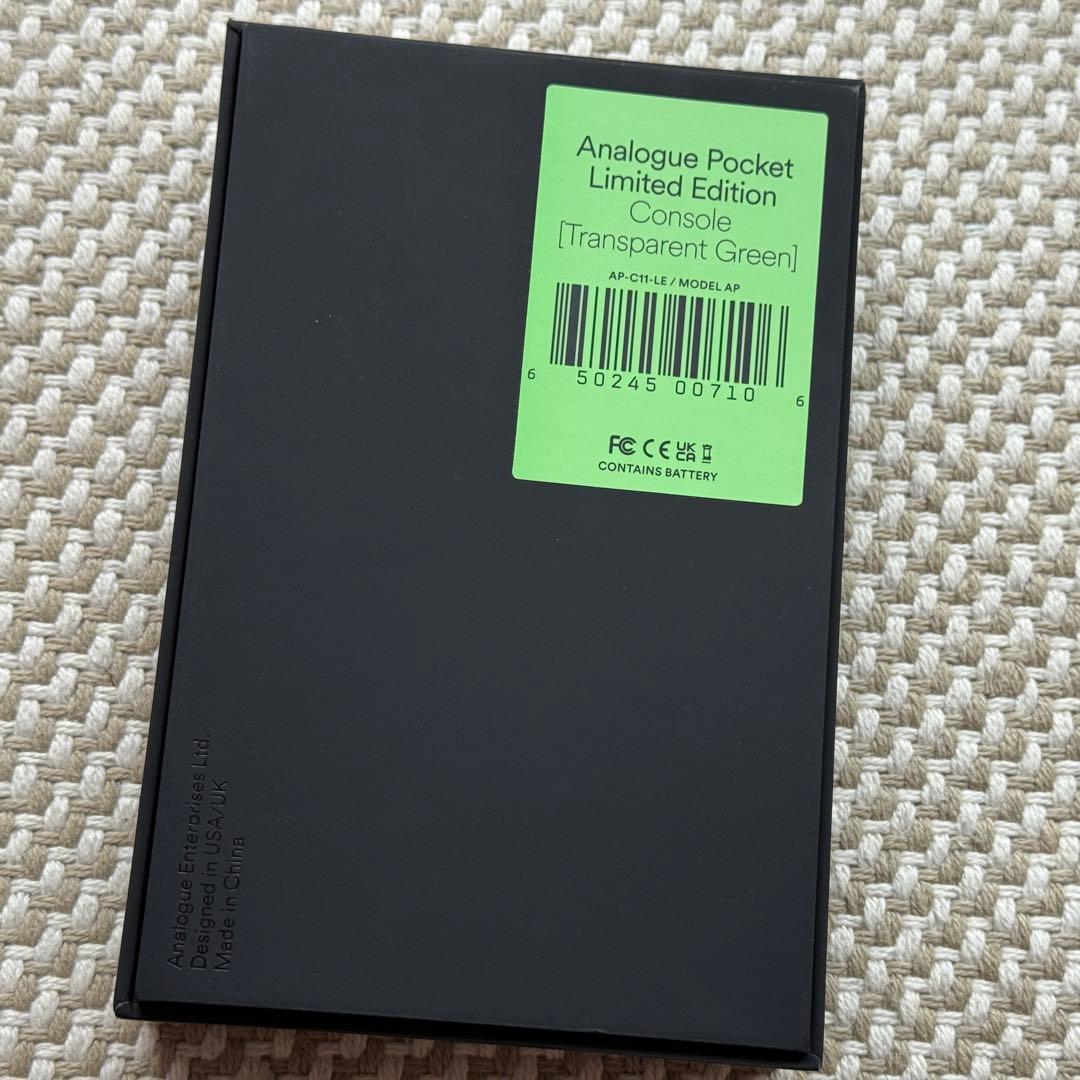 Analogue Pocket
Limited Edition
Console
[Transparent Green]
AP-C11-LE / MODEL AP
6 50245 00710 6
FC CE UK CA
CONTAINS BATTERY
Analogue Enterprises Ltd.
Designed in USA/UK
Made in China